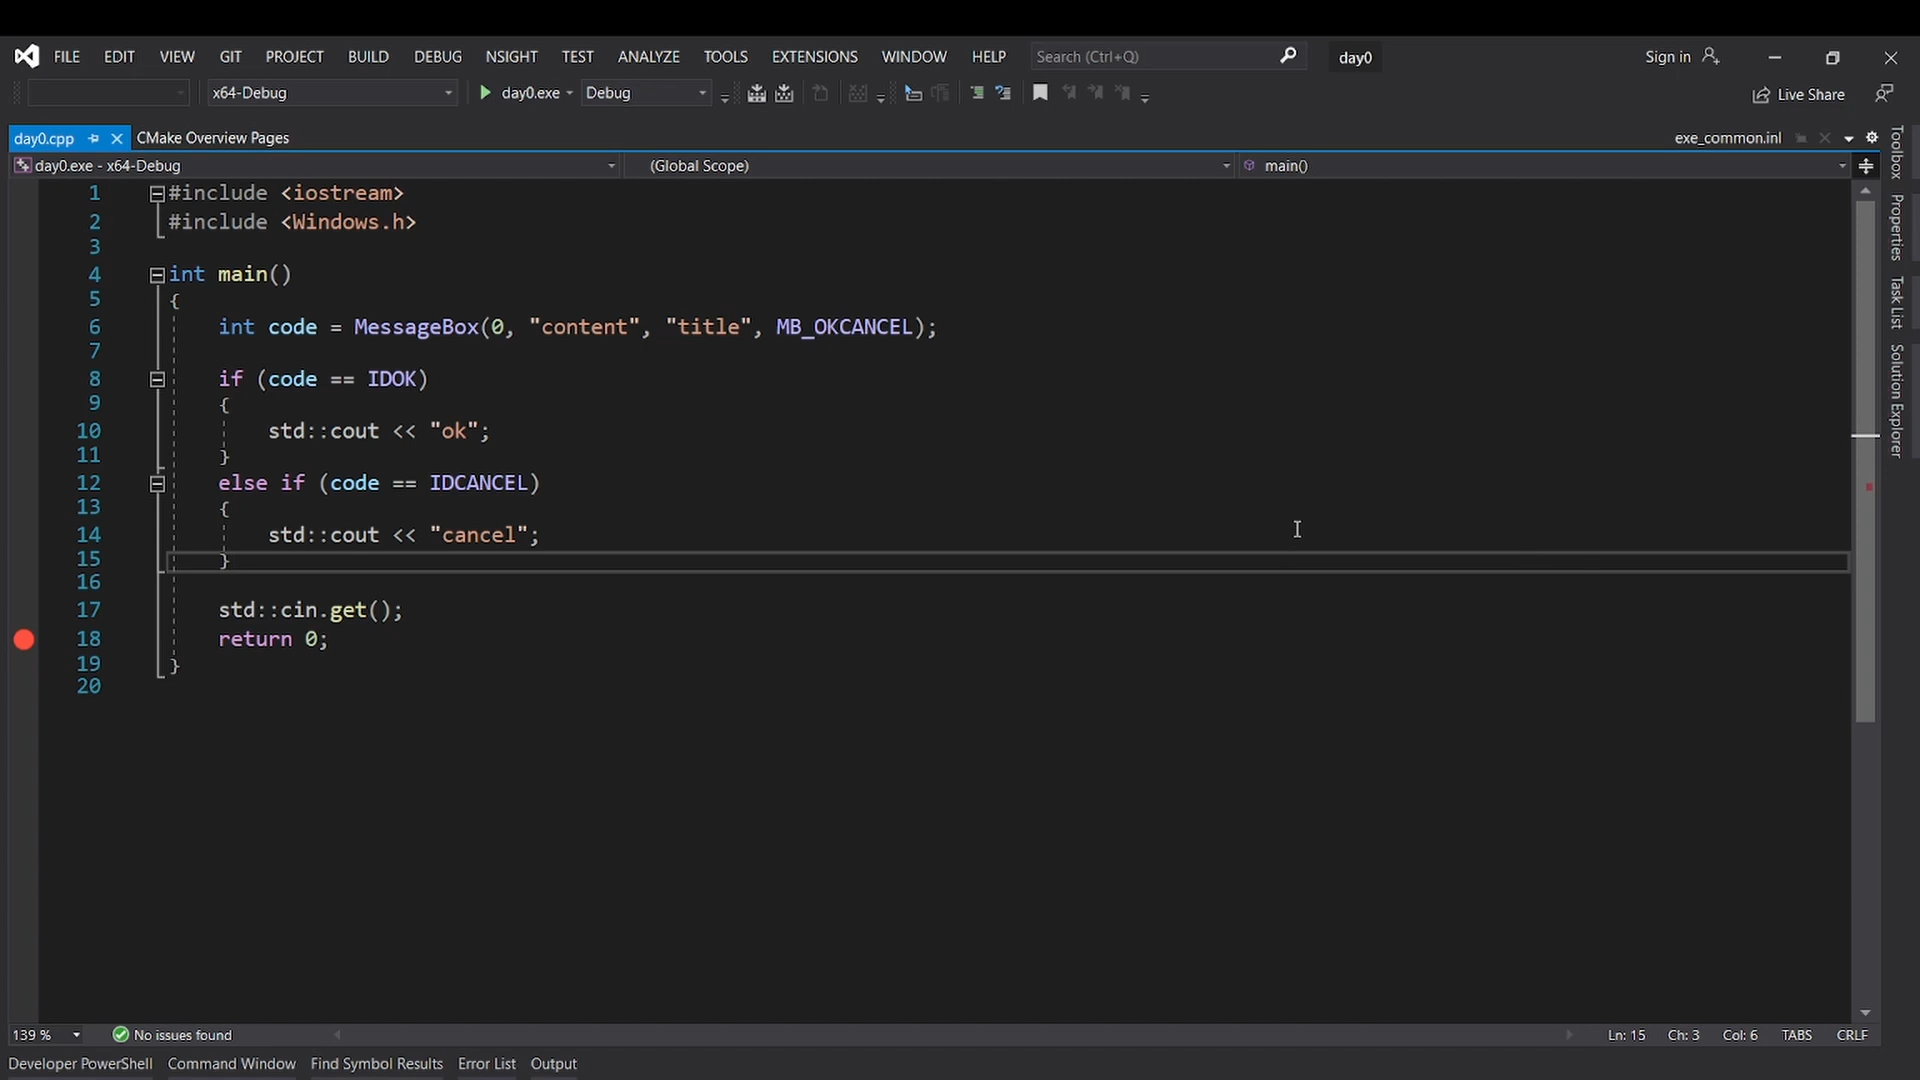 FILE EDIT VIEW GIT PROJECT BUILD DEBUG NSIGHT TEST ANALYZE TOOLS EXTENSIONS WINDOW HELP Search (Ctrl+Q) day0 Sign in
x64-Debug day0.exe Debug Live Share
day0.cpp CMake Overview Pages exe_common.inl
day0.exe - x64-Debug (Global Scope) main()
1 #include <iostream>
2 #include <Windows.h>
3
4 int main()
5 {
6 int code = MessageBox(0, "content", "title", MB_OKCANCEL);
7
8 if (code == IDOK)
9 {
10 std::cout << "ok";
11 }
12 else if (code == IDCANCEL)
13 {
14 std::cout << "cancel";
15 }
16
17 std::cin.get();
18 return 0;
19 }
20
Toolbox
Properties
Task List
Solution Explorer
139 % No issues found Ln: 15 Ch: 3 Col: 6 TABS CRLF
Developer PowerShell Command Window Find Symbol Results Error List Output